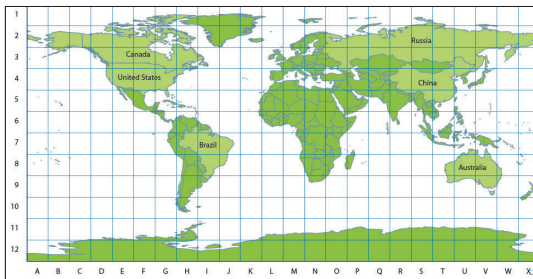 1
2
Russia
3
Canada
4
United States
China
5
6
7
Brazil
8
Australia
9
10
11
12
A B C D E F G H I J K L M N O P Q R S T U V W X